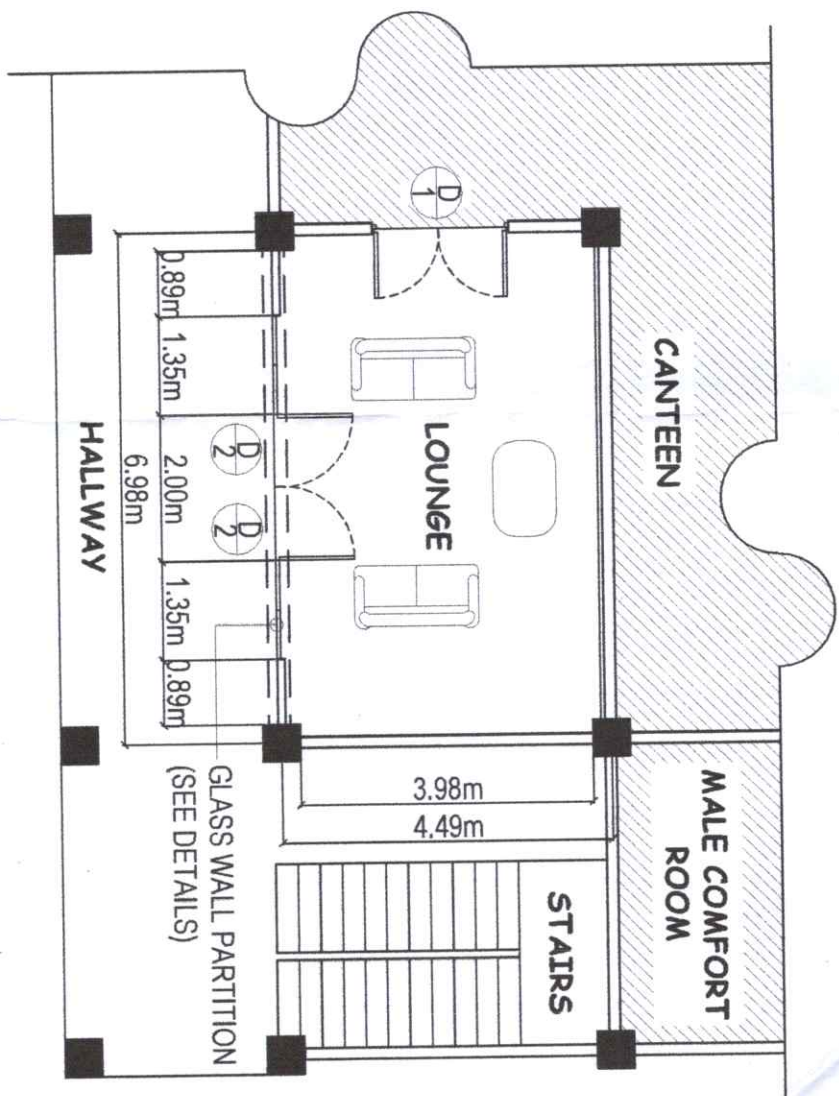 MALE COMFORT
ROOM
CANTEEN
STAIRS
LOUNGE
3.98m
4.49m
D
1
D
2
D
2
0.89m
1.35m
2.00m
1.35m
0.89m
6.98m
HALLWAY
GLASS WALL PARTITION
(SEE DETAILS)